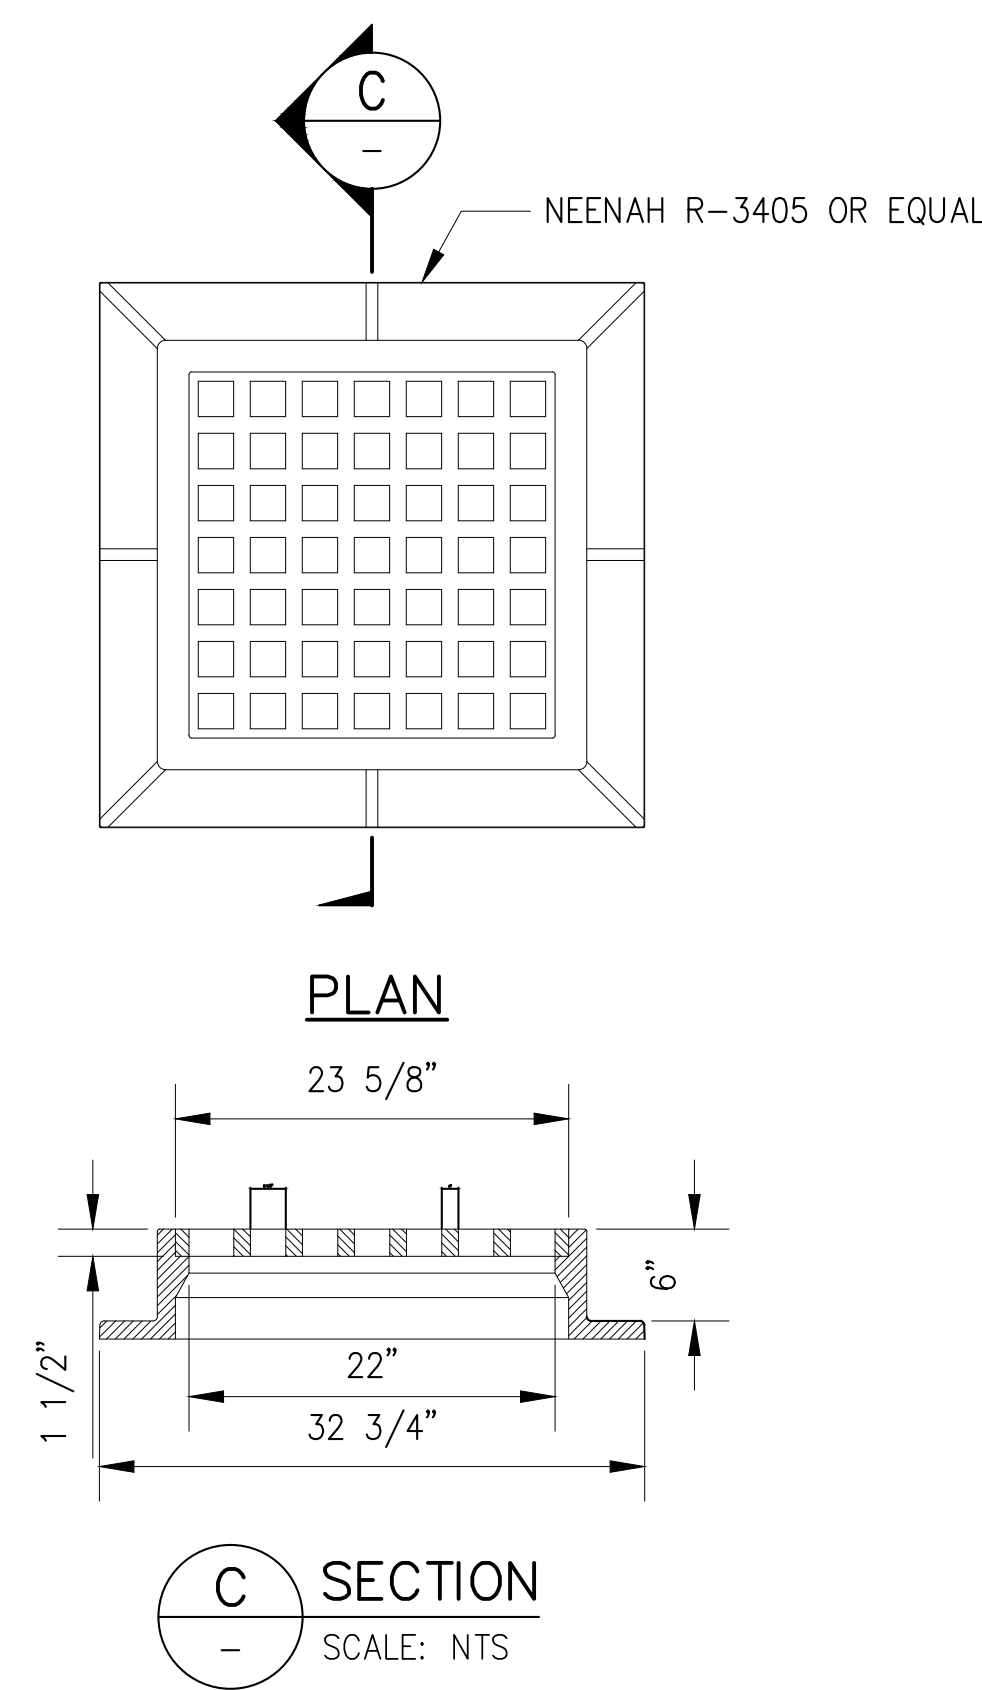 C
-
NEENAH R-3405 OR EQUAL
PLAN
23 5/8"
6"
1 1/2"
22"
32 3/4"
C
-
SECTION
SCALE: NTS